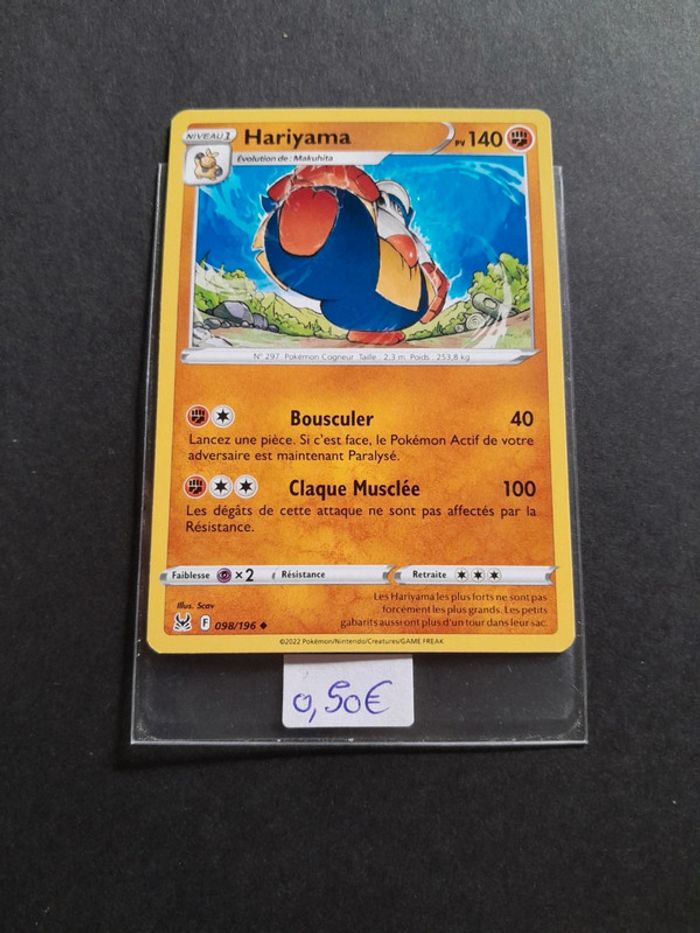 NIVEAU 1
Hariyama
PV 140
Évolution de : Makuhita
N° 297 Pokémon Cogneur Taille : 2,3 m. Poids : 253,8 kg
Bousculer 40
Lancez une pièce. Si c'est face, le Pokémon Actif de votre
adversaire est maintenant Paralysé.
Claque Musclée 100
Les dégâts de cette attaque ne sont pas affectés par la
Résistance.
Faiblesse ×2 Résistance Retraite
Illus. Scav
Les Hariyama les plus forts ne sont pas
forcément les plus grands. Les petits
gabarits aussi ont plus d'un tour dans leur sac.
F 098/196
©2022 Pokémon/Nintendo/Creatures/GAME FREAK
0,50€